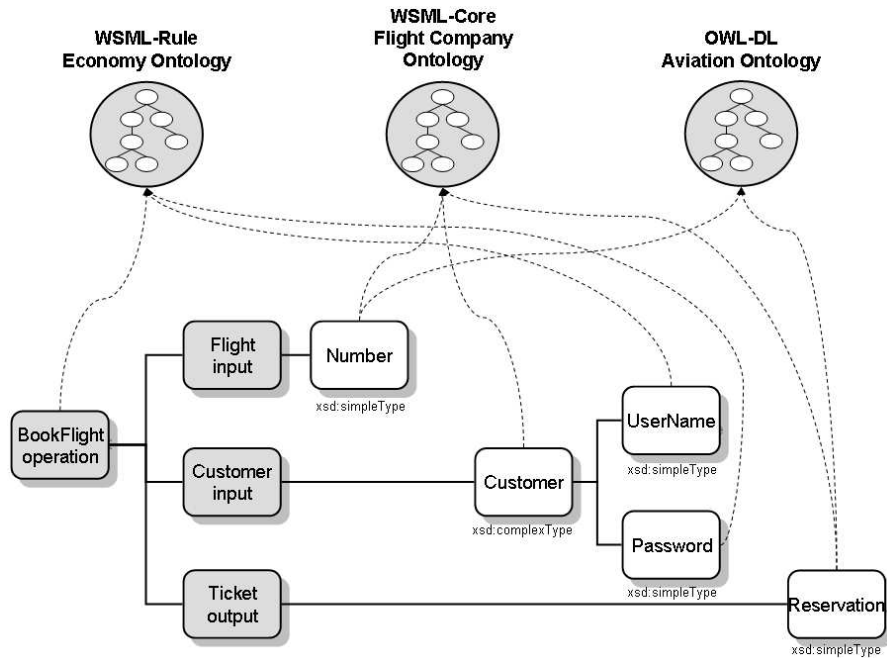 WSML-Rule
Economy Ontology
WSML-Core
Flight Company
Ontology
OWL-DL
Aviation Ontology
Flight
input
Number
xsd:simpleType
BookFlight
operation
UserName
xsd:simpleType
Customer
input
Customer
xsd:complexType
Password
xsd:simpleType
Ticket
output
Reservation
xsd:simpleType